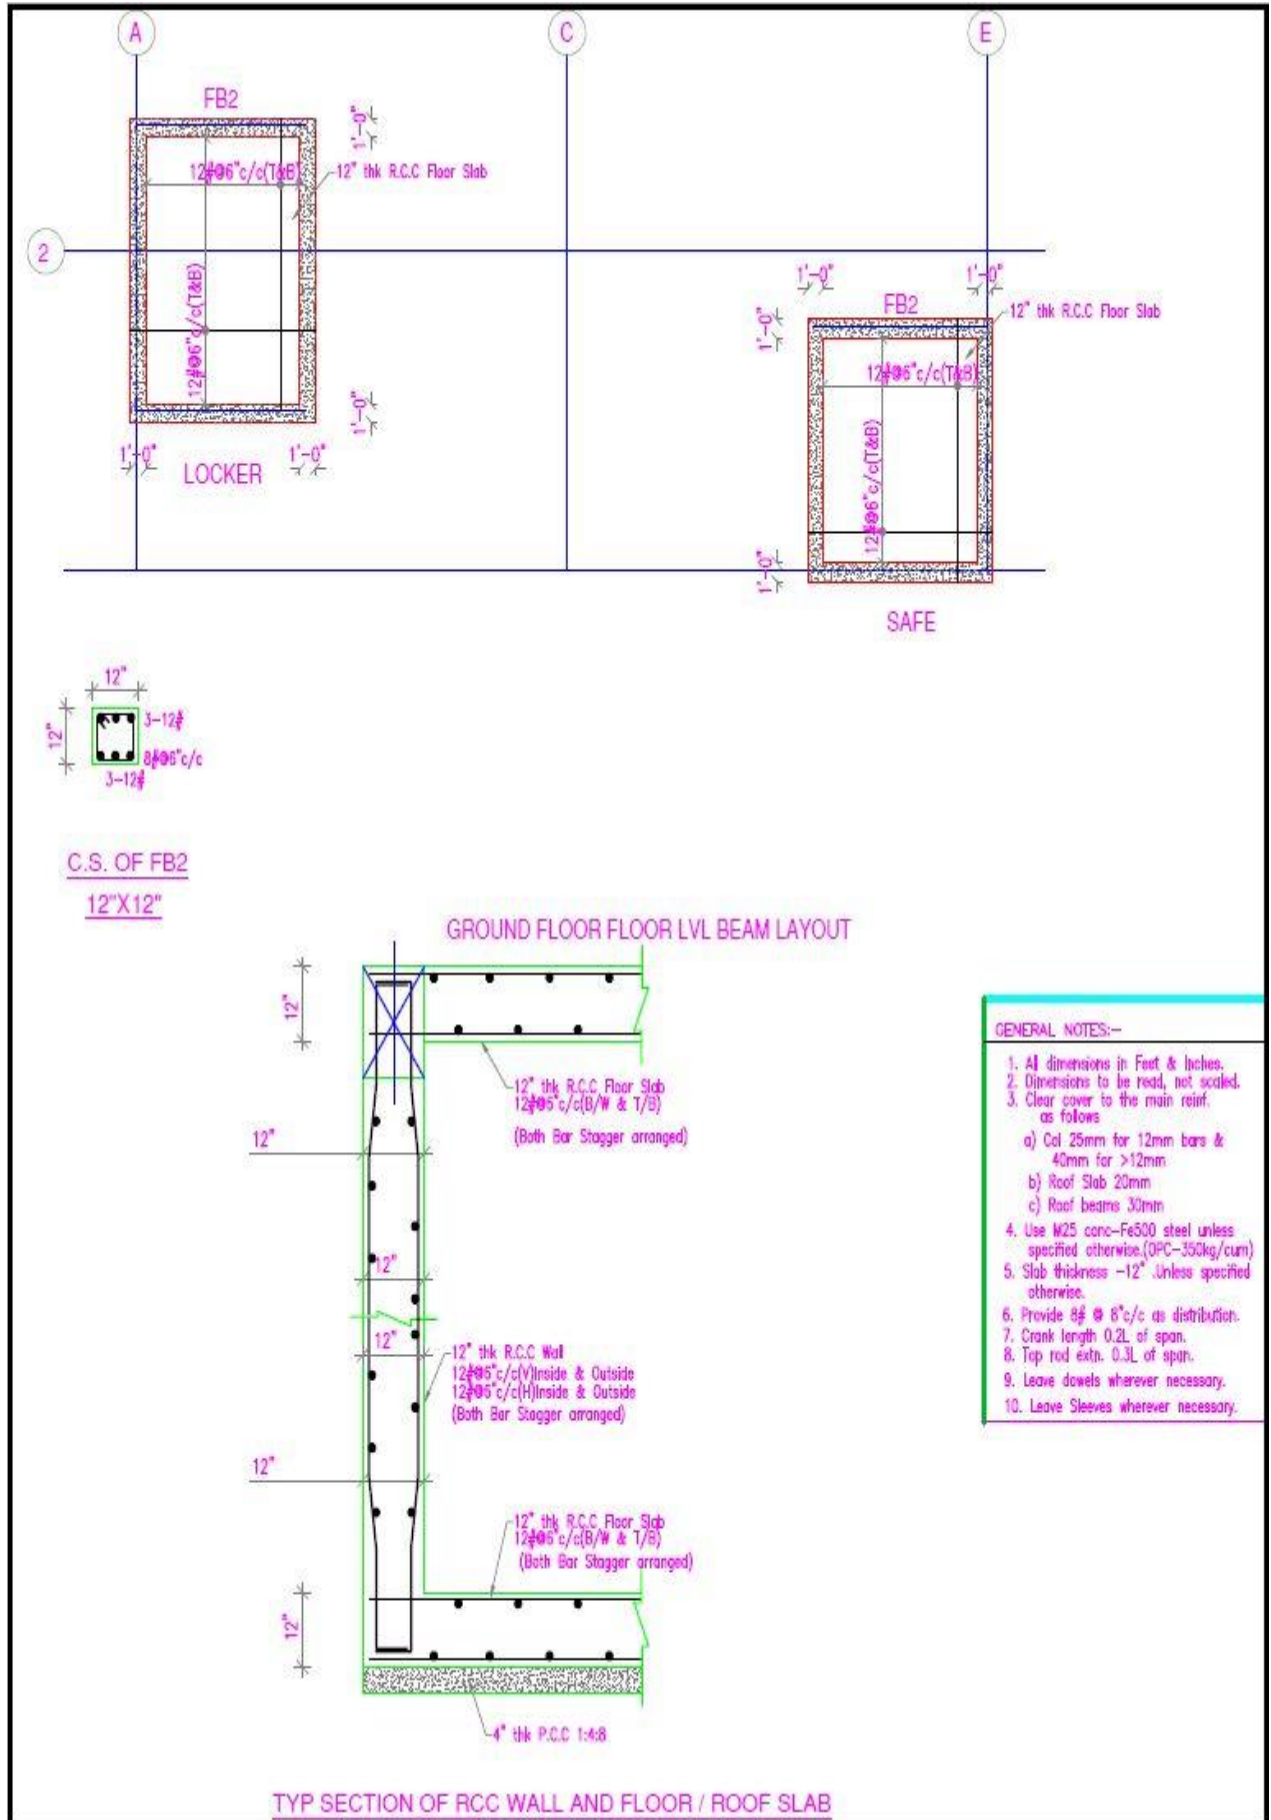 A
C
E
FB2
1'-0"
12#@6"c/c(T&B)
12" thk R.C.C Floor Slab
2
12#@6"c/c(T&B)
1'-0"
1'-0"
1'-0"
LOCKER
1'-0"
1'-0"
FB2
12" thk R.C.C Floor Slab
1'-0"
12#@6"c/c(T&B)
12#@6"c/c(T&B)
1'-0"
SAFE
12"
12"
3-12#
8#@6"c/c
3-12#
C.S. OF FB2
12"X12"
GROUND FLOOR FLOOR LVL BEAM LAYOUT
12"
12" thk R.C.C Floor Slab
12#@6"c/c(B/W & T/B)
(Both Bar Stagger arranged)
12"
12"
12"
12" thk R.C.C Wall
12#@6"c/c(V)Inside & Outside
12#@6"c/c(H)Inside & Outside
(Both Bar Stagger arranged)
12"
12" thk R.C.C Floor Slab
12#@6"c/c(B/W & T/B)
(Both Bar Stagger arranged)
12"
4" thk P.C.C 1:4:8
TYP SECTION OF RCC WALL AND FLOOR / ROOF SLAB
GENERAL NOTES:-
1. All dimensions in Feet & Inches.
2. Dimensions to be read, not scaled.
3. Clear cover to the main reinf.
as follows
a) Col 25mm for 12mm bars &
40mm for >12mm
b) Roof Slab 20mm
c) Roof beams 30mm
4. Use M25 conc-Fe500 steel unless
specified otherwise.(OPC-350kg/cum)
5. Slab thickness -12" .Unless specified
otherwise.
6. Provide 8# @ 8"c/c as distribution.
7. Crank length 0.2L of span.
8. Top rod extn. 0.3L of span.
9. Leave dowels wherever necessary.
10. Leave Sleeves wherever necessary.